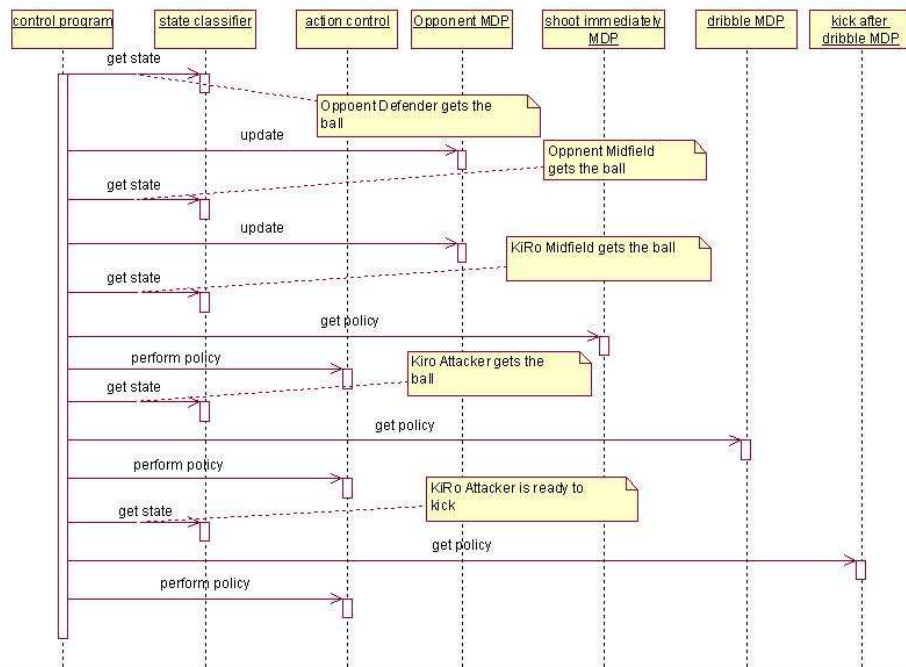 control program
state classifier
action control
Opponent MDP
shoot immediately
MDP
dribble MDP
kick after
dribble MDP
get state
Oppoent Defender gets the
ball
update
Oppnent Midfield
gets the ball
get state
update
KiRo Midfield gets the ball
get state
get policy
perform policy
Kiro Attacker gets the
ball
get state
get policy
perform policy
KiRo Attacker is ready to
kick
get state
get policy
perform policy